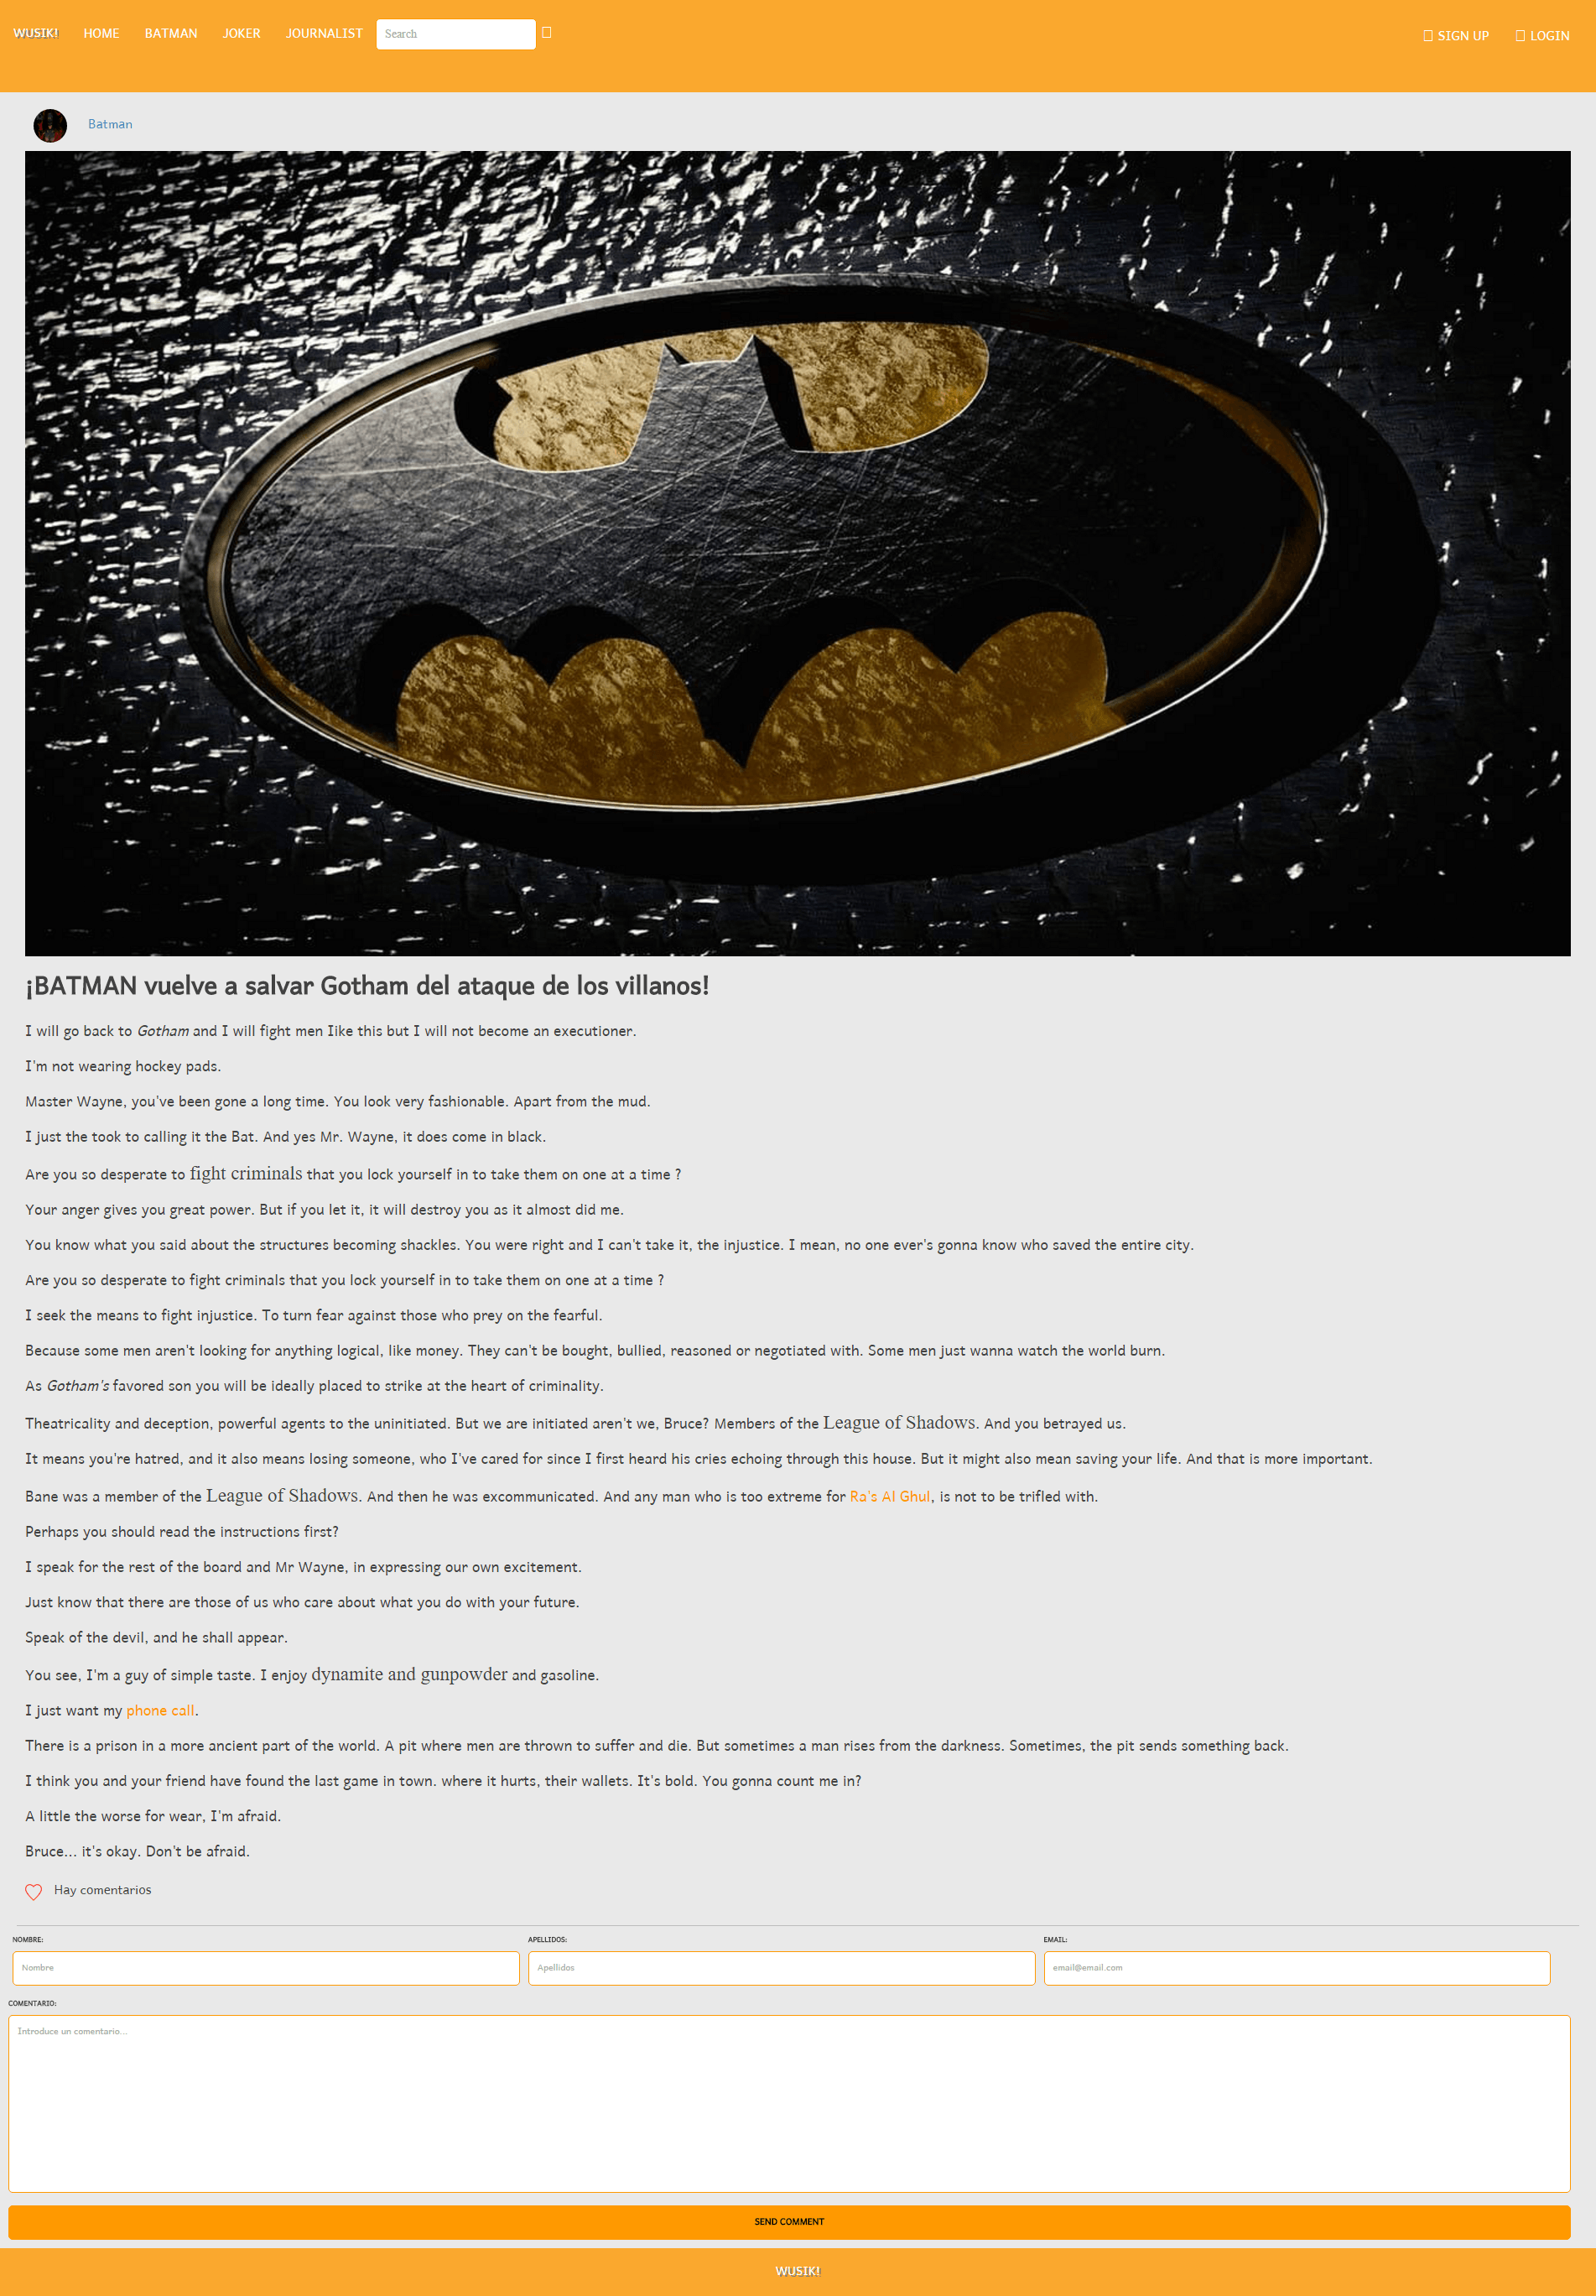 WUSIK! HOME BATMAN JOKER JOURNALIST Search SIGN UP LOGIN
Batman
¡BATMAN vuelve a salvar Gotham del ataque de los villanos!
I will go back to Gotham and I will fight men Iike this but I will not become an executioner.
I'm not wearing hockey pads.
Master Wayne, you've been gone a long time. You look very fashionable. Apart from the mud.
I just the took to calling it the Bat. And yes Mr. Wayne, it does come in black.
Are you so desperate to fight criminals that you lock yourself in to take them on one at a time ?
Your anger gives you great power. But if you let it, it will destroy you as it almost did me.
You know what you said about the structures becoming shackles. You were right and I can't take it, the injustice. I mean, no one ever's gonna know who saved the entire city.
Are you so desperate to fight criminals that you lock yourself in to take them on one at a time ?
I seek the means to fight injustice. To turn fear against those who prey on the fearful.
Because some men aren't looking for anything logical, like money. They can't be bought, bullied, reasoned or negotiated with. Some men just wanna watch the world burn.
As Gotham's favored son you will be ideally placed to strike at the heart of criminality.
Theatricality and deception, powerful agents to the uninitiated. But we are initiated aren't we, Bruce? Members of the League of Shadows. And you betrayed us.
It means you're hatred, and it also means losing someone, who I've cared for since I first heard his cries echoing through this house. But it might also mean saving your life. And that is more important.
Bane was a member of the League of Shadows. And then he was excommunicated. And any man who is too extreme for Ra's Al Ghul, is not to be trifled with.
Perhaps you should read the instructions first?
I speak for the rest of the board and Mr Wayne, in expressing our own excitement.
Just know that there are those of us who care about what you do with your future.
Speak of the devil, and he shall appear.
You see, I'm a guy of simple taste. I enjoy dynamite and gunpowder and gasoline.
I just want my phone call.
There is a prison in a more ancient part of the world. A pit where men are thrown to suffer and die. But sometimes a man rises from the darkness. Sometimes, the pit sends something back.
I think you and your friend have found the last game in town. where it hurts, their wallets. It's bold. You gonna count me in?
A little the worse for wear, I'm afraid.
Bruce... it's okay. Don't be afraid.
Hay comentarios
NOMBRE: APELLIDOS: EMAIL:
Nombre Apellidos email@email.com
COMENTARIO:
Introduce un comentario...
SEND COMMENT
WUSIK!